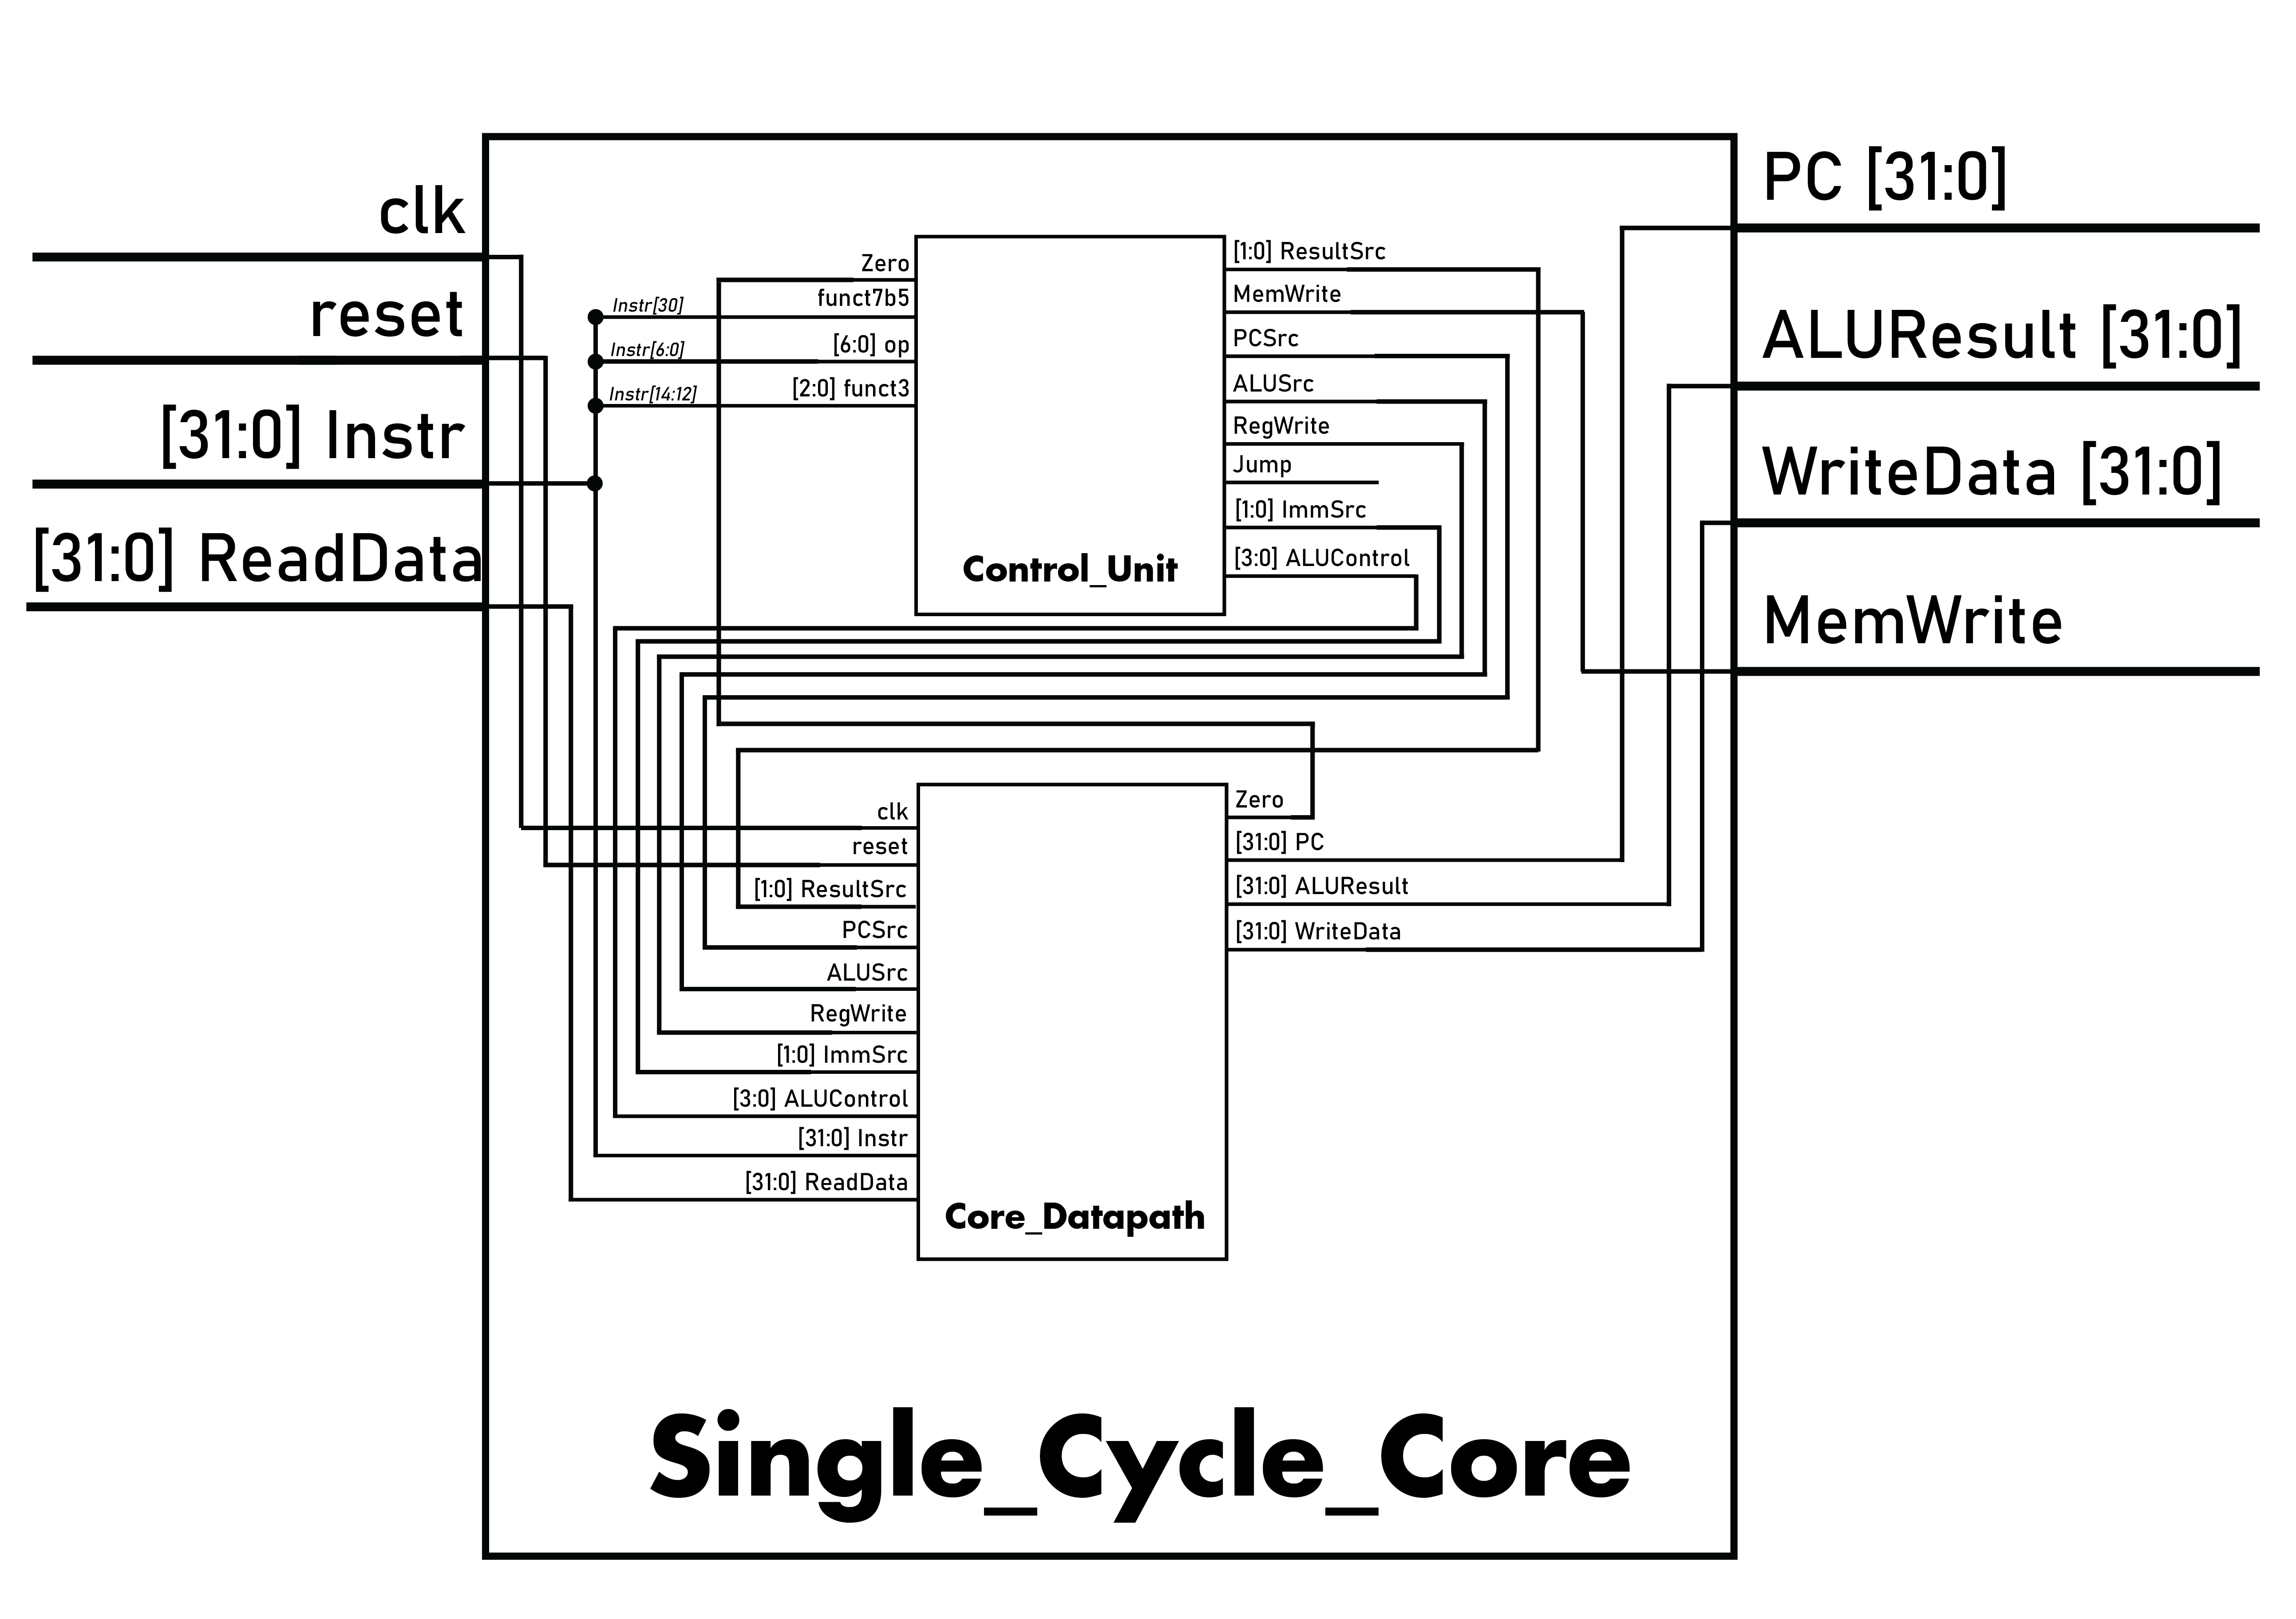 clk
reset
[31:0] Instr
[31:0] ReadData
Zero
funct7b5
[6:0] op
[2:0] funct3
Instr[30]
Instr[6:0]
Instr[14:12]
[1:0] ResultSrc
MemWrite
PCSrc
ALUSrc
RegWrite
Jump
[1:0] ImmSrc
[3:0] ALUControl
Control_Unit
clk
reset
[1:0] ResultSrc
PCSrc
ALUSrc
RegWrite
[1:0] ImmSrc
[3:0] ALUControl
[31:0] Instr
[31:0] ReadData
Zero
[31:0] PC
[31:0] ALUResult
[31:0] WriteData
Core_Datapath
PC [31:0]
ALUResult [31:0]
WriteData [31:0]
MemWrite
Single_Cycle_Core